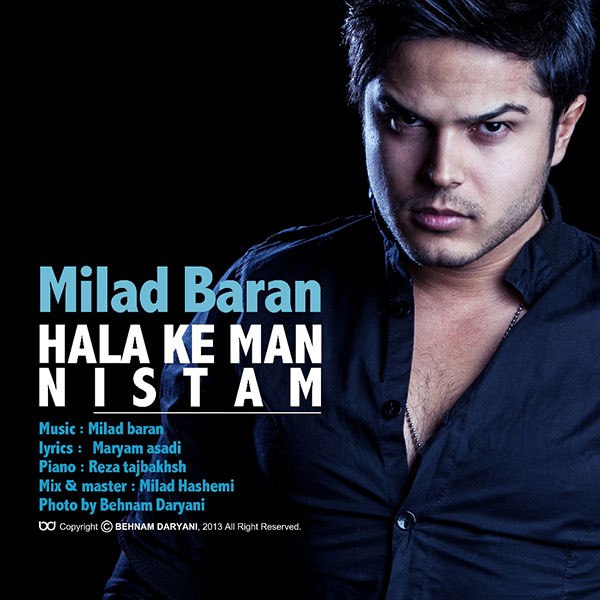 Milad Baran
HALA KE MAN
NISTAM
Music : Milad baran
lyrics : Maryam asadi
Piano : Reza tajbakhsh
Mix & master : Milad Hashemi
Photo by Behnam Daryani
bd Copyright © BEHNAM DARYANI, 2013 All Right Reserved.